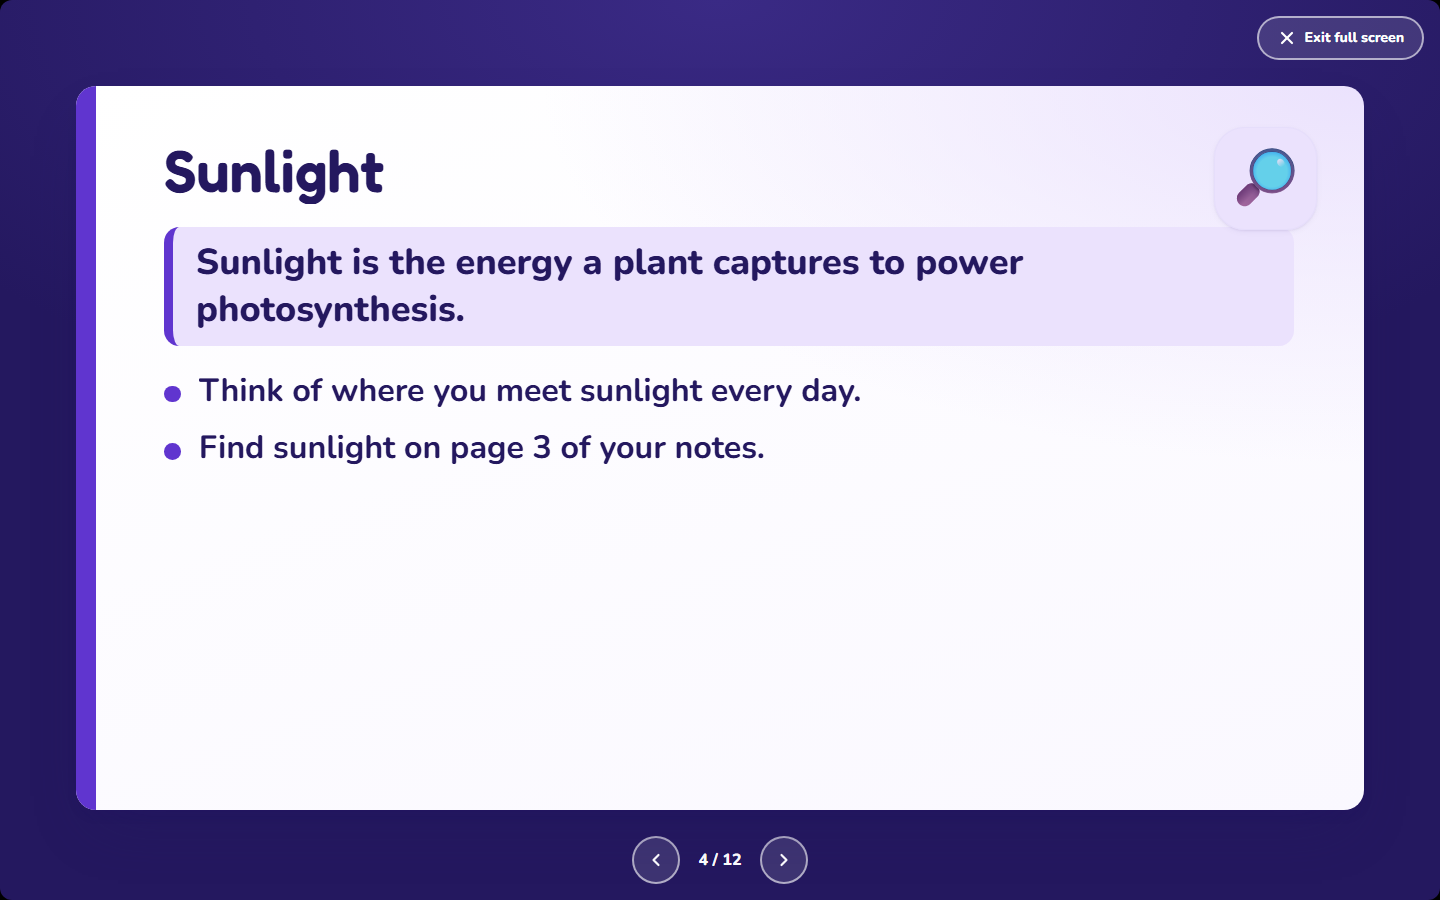 Exit full screen
Sunlight
Sunlight is the energy a plant captures to power
photosynthesis.
Think of where you meet sunlight every day.
Find sunlight on page 3 of your notes.
4 / 12